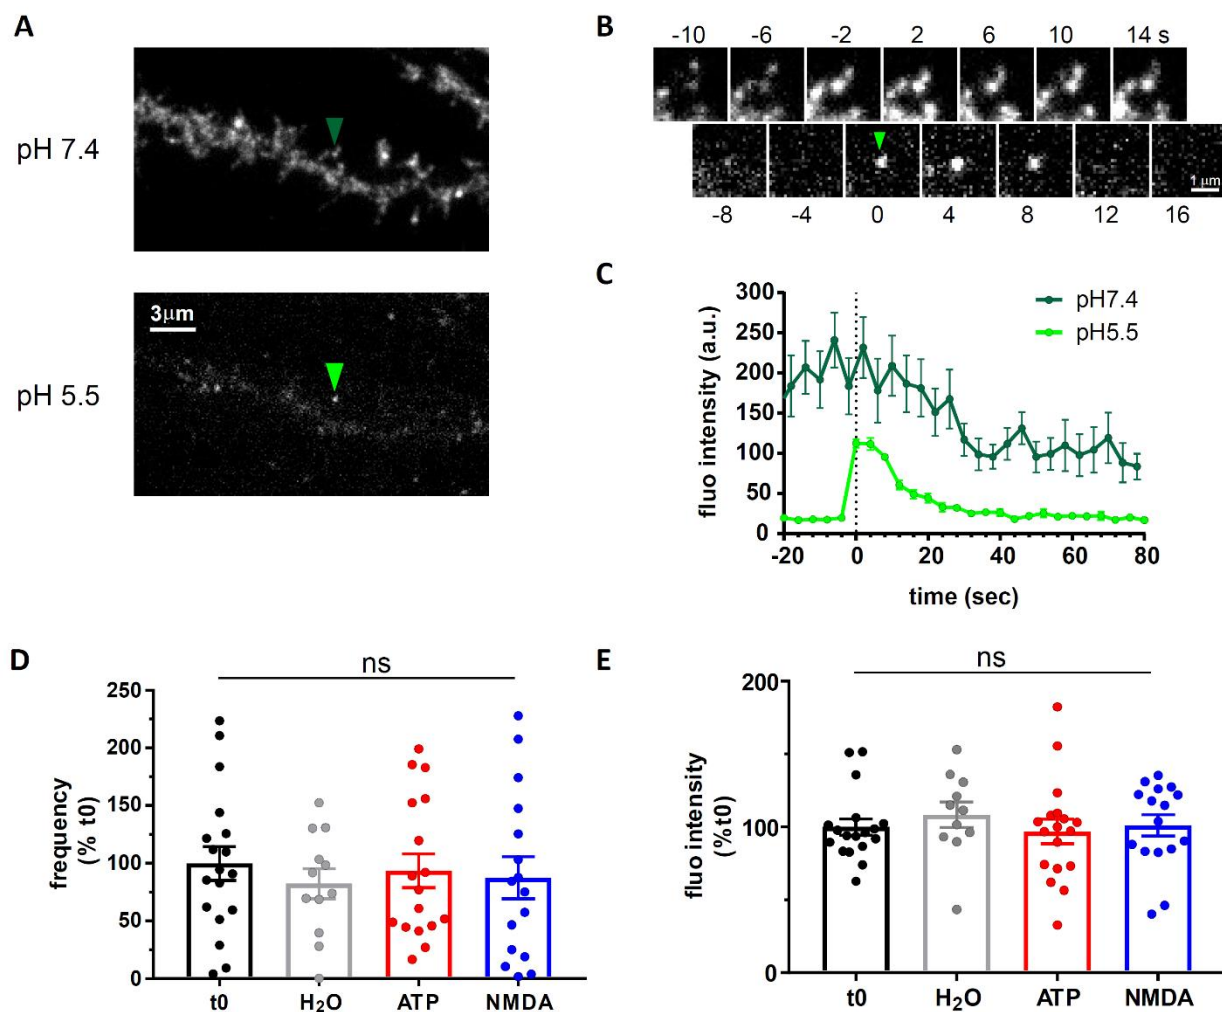 A
pH 7.4
3µm
pH 5.5
B
-10 -6 -2 2 6 10 14 s
1 µm
-8 -4 0 4 8 12 16
C
300
250
200
150
100
50
0
fluo intensity (a.u.)
pH7.4
pH5.5
-20 0 20 40 60 80
time (sec)
D
ns
250
200
150
100
50
0
frequency
(% t0)
t0 H₂O ATP NMDA
E
ns
200
100
0
fluo intensity
(%t0)
t0 H₂O ATP NMDA